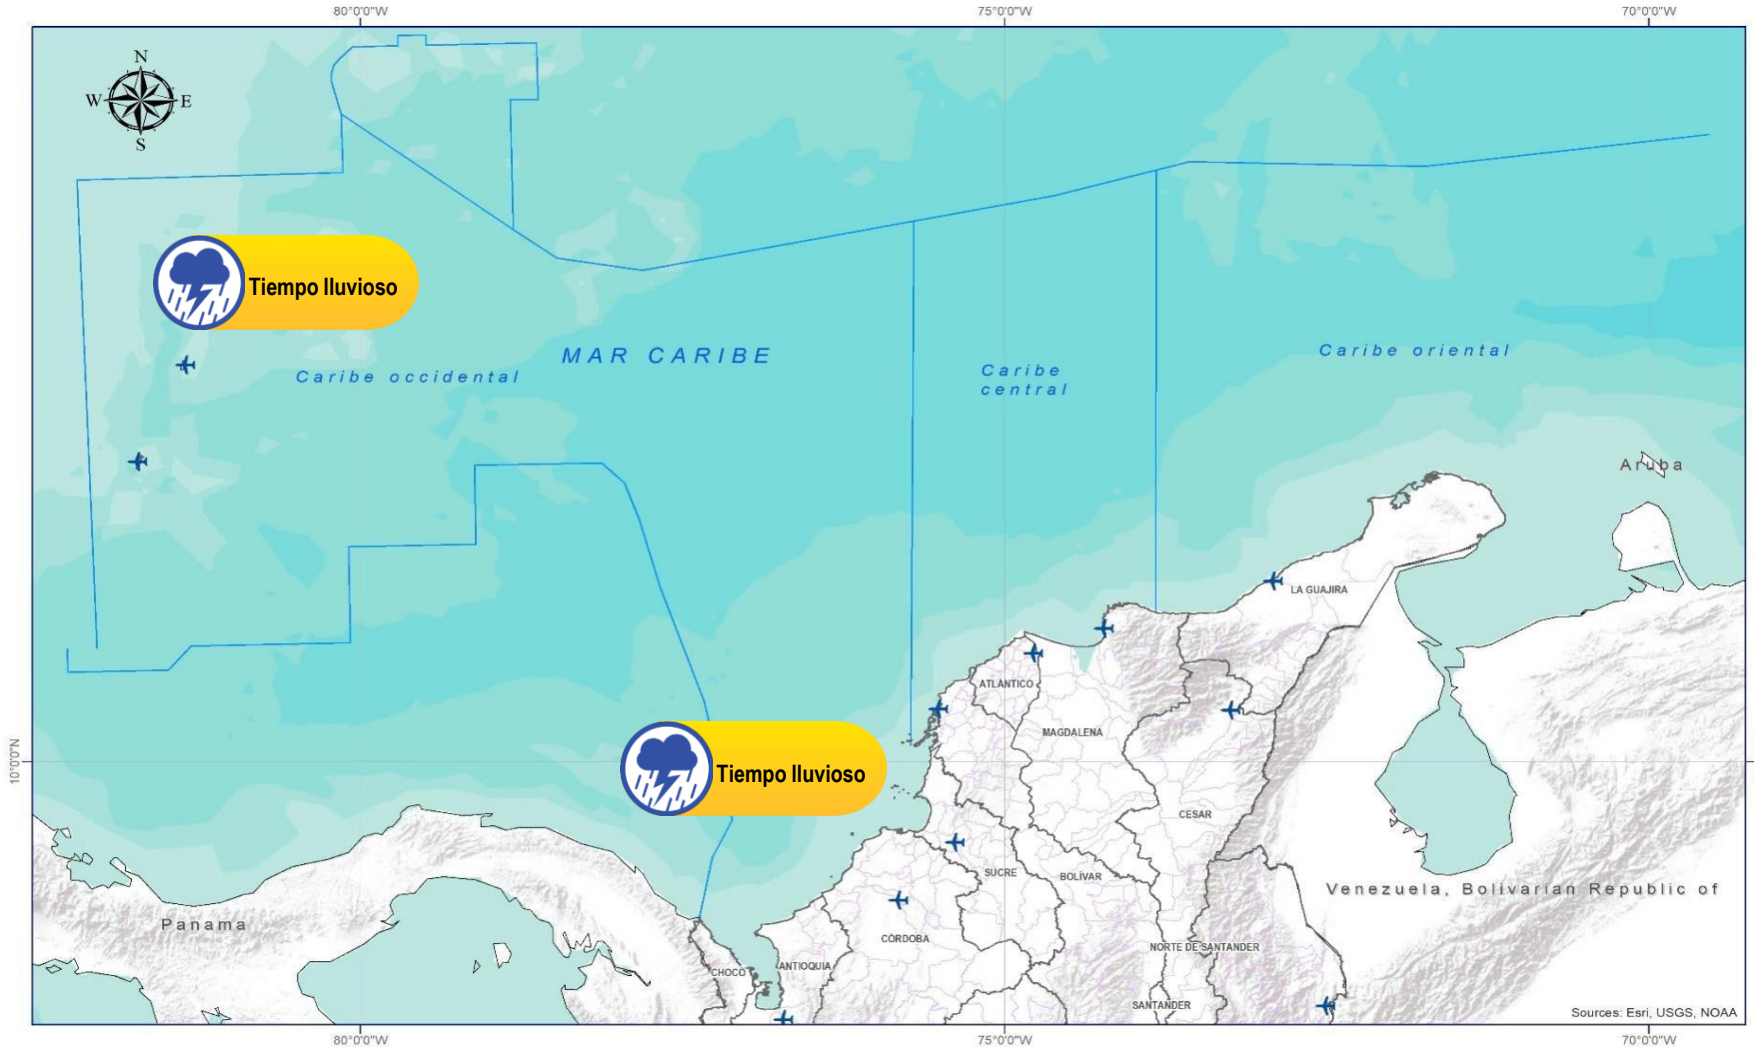 80°0'0"W
75°0'0"W
70°0'0"W
N
W
E
S
Tiempo lluvioso
MAR CARIBE
Caribe oriental
Caribe occidental
Caribe
central
Aruba
LA GUAJIRA
ATLÁNTICO
MAGDALENA
10°0'0"N
Tiempo lluvioso
CESAR
SUCRE
BOLÍVAR
Venezuela, Bolivarian Republic of
Panama
CÓRDOBA
NORTE DE SANTANDER
CHOCÓ
ANTIOQUIA
SANTANDER
Sources: Esri, USGS, NOAA
80°0'0"W
75°0'0"W
70°0'0"W